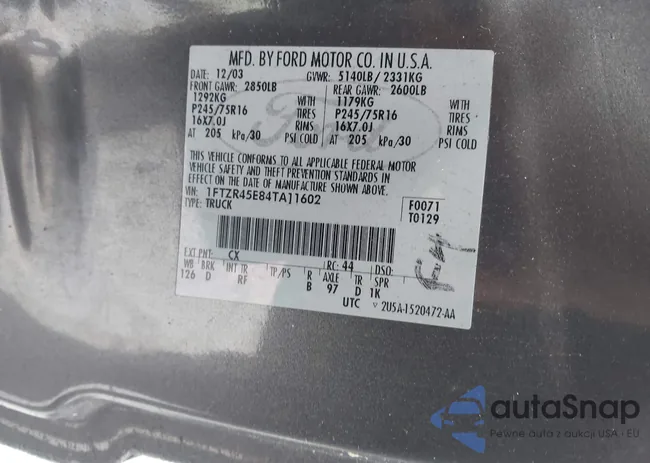 MFD. BY FORD MOTOR CO. IN U.S.A.
DATE: 12/03 GVWR: 5140LB/ 2331KG
FRONT GAWR: 2850LB REAR GAWR: 2600LB
1292KG WITH 1179KG WITH
P245/75R16 TIRES P245/75R16 TIRES
16X7.0J RIMS 16X7.0J RIMS
AT 205 kPa/30 PSI COLD AT 205 kPa/30 PSI COLD
THIS VEHICLE CONFORMS TO ALL APPLICABLE FEDERAL MOTOR
VEHICLE SAFETY AND THEFT PREVENTION STANDARDS IN
EFFECT ON THE DATE OF MANUFACTURE SHOWN ABOVE.
VIN: 1FTZR45E84TA11602 F0071
TYPE: TRUCK T0129
EXT PNT: CX RC: 44 DSO:
WB BRK INT TR TP/PS R AXLE TR SPR
126 D RF B 97 D 1K
UTC 2U5A-1520472-AA
Ford
autaSnap
Pewne auta z aukcji USA - EU